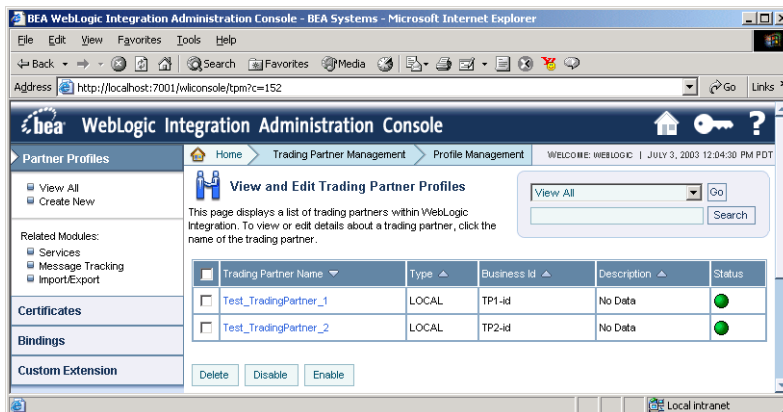 BEA WebLogic Integration Administration Console - BEA Systems - Microsoft Internet Explorer
File Edit View Favorites Tools Help
Back Search Favorites Media
Address http://localhost:7001/wliconsole/tpm?c=152 Go Links
bea WebLogic Integration Administration Console ?
Partner Profiles
Home Trading Partner Management Profile Management WELCOME: WEBLOGIC | JULY 3, 2003 12:04:30 PM PDT
View All
Create New
Related Modules:
Services
Message Tracking
Import/Export
Certificates
Bindings
Custom Extension
View and Edit Trading Partner Profiles
This page displays a list of trading partners within WebLogic
Integration. To view or edit details about a trading partner, click the
name of the trading partner.
View All Go
Search
Trading Partner Name Type Business Id Description Status
Test_TradingPartner_1 LOCAL TP1-id No Data
Test_TradingPartner_2 LOCAL TP2-id No Data
Delete Disable Enable
Local intranet